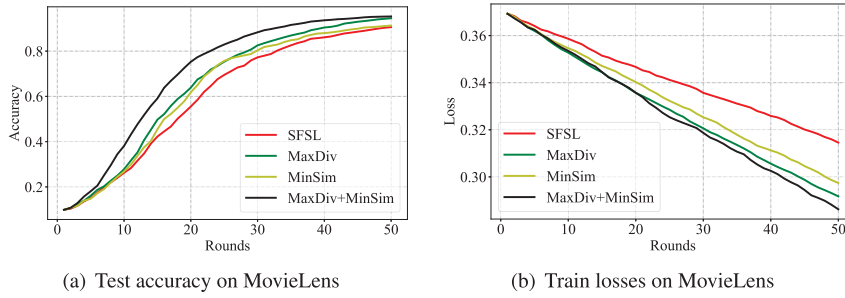 0.8
0.6
0.4
0.2
Accuracy
SFSL
MaxDiv
MinSim
MaxDiv+MinSim
0 10 20 30 40 50
Rounds
(a) Test accuracy on MovieLens
0.36
0.34
0.32
0.30
Loss
SFSL
MaxDiv
MinSim
MaxDiv+MinSim
0 10 20 30 40 50
Rounds
(b) Train losses on MovieLens